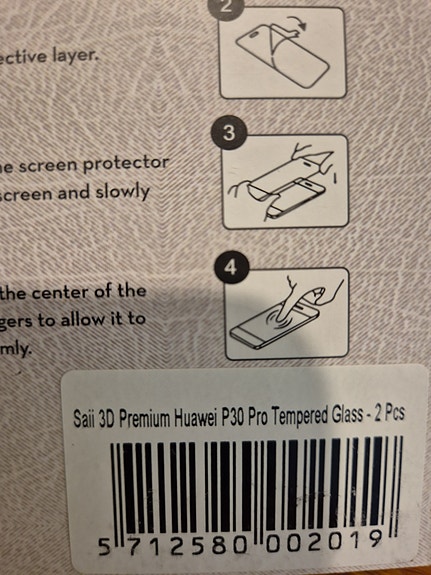 2
ective layer.
3
he screen protector
screen and slowly
4
the center of the
gers to allow it to
mly.
Saii 3D Premium Huawei P30 Pro Tempered Glass - 2 Pcs
5 712580 002019